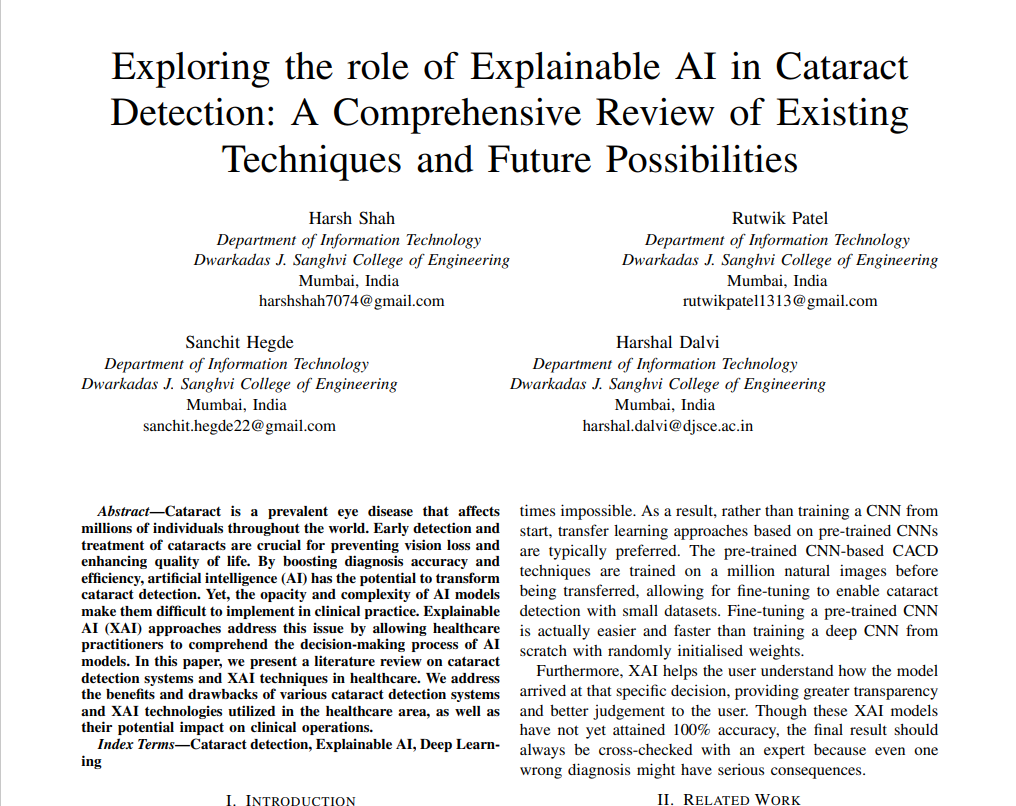 Exploring the role of Explainable AI in Cataract
Detection: A Comprehensive Review of Existing
Techniques and Future Possibilities
Harsh Shah
Department of Information Technology
Dwarkadas J. Sanghvi College of Engineering
Mumbai, India
harshshah7074@gmail.com
Rutwik Patel
Department of Information Technology
Dwarkadas J. Sanghvi College of Engineering
Mumbai, India
rutwikpatel1313@gmail.com
Sanchit Hegde
Department of Information Technology
Dwarkadas J. Sanghvi College of Engineering
Mumbai, India
sanchit.hegde22@gmail.com
Harshal Dalvi
Department of Information Technology
Dwarkadas J. Sanghvi College of Engineering
Mumbai, India
harshal.dalvi@djsce.ac.in
Abstract—Cataract is a prevalent eye disease that affects
millions of individuals throughout the world. Early detection and
treatment of cataracts are crucial for preventing vision loss and
enhancing quality of life. By boosting diagnosis accuracy and
efficiency, artificial intelligence (AI) has the potential to transform
cataract detection. Yet, the opacity and complexity of AI models
make them difficult to implement in clinical practice. Explainable
AI (XAI) approaches address this issue by allowing healthcare
practitioners to comprehend the decision-making process of AI
models. In this paper, we present a literature review on cataract
detection systems and XAI techniques in healthcare. We address
the benefits and drawbacks of various cataract detection systems
and XAI technologies utilized in the healthcare area, as well as
their potential impact on clinical operations.
Index Terms—Cataract detection, Explainable AI, Deep Learn-
ing
I. INTRODUCTION
times impossible. As a result, rather than training a CNN from
start, transfer learning approaches based on pre-trained CNNs
are typically preferred. The pre-trained CNN-based CACD
techniques are trained on a million natural images before
being transferred, allowing for fine-tuning to enable cataract
detection with small datasets. Fine-tuning a pre-trained CNN
is actually easier and faster than training a deep CNN from
scratch with randomly initialised weights.
Furthermore, XAI helps the user understand how the model
arrived at that specific decision, providing greater transparency
and better judgement to the user. Though these XAI models
have not yet attained 100% accuracy, the final result should
always be cross-checked with an expert because even one
wrong diagnosis might have serious consequences.
II. RELATED WORK